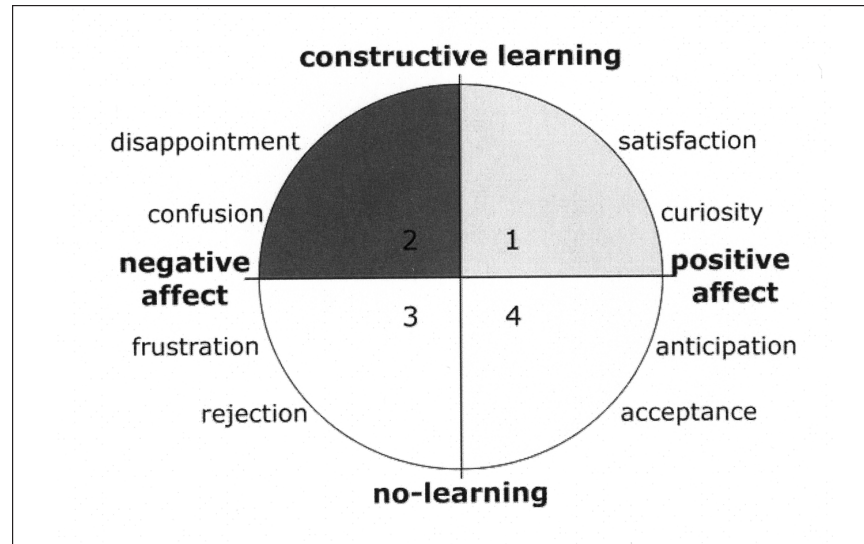 constructive learning
disappointment
satisfaction
confusion
curiosity
2
1
negative
affect
positive
affect
3
4
frustration
anticipation
rejection
acceptance
no-learning